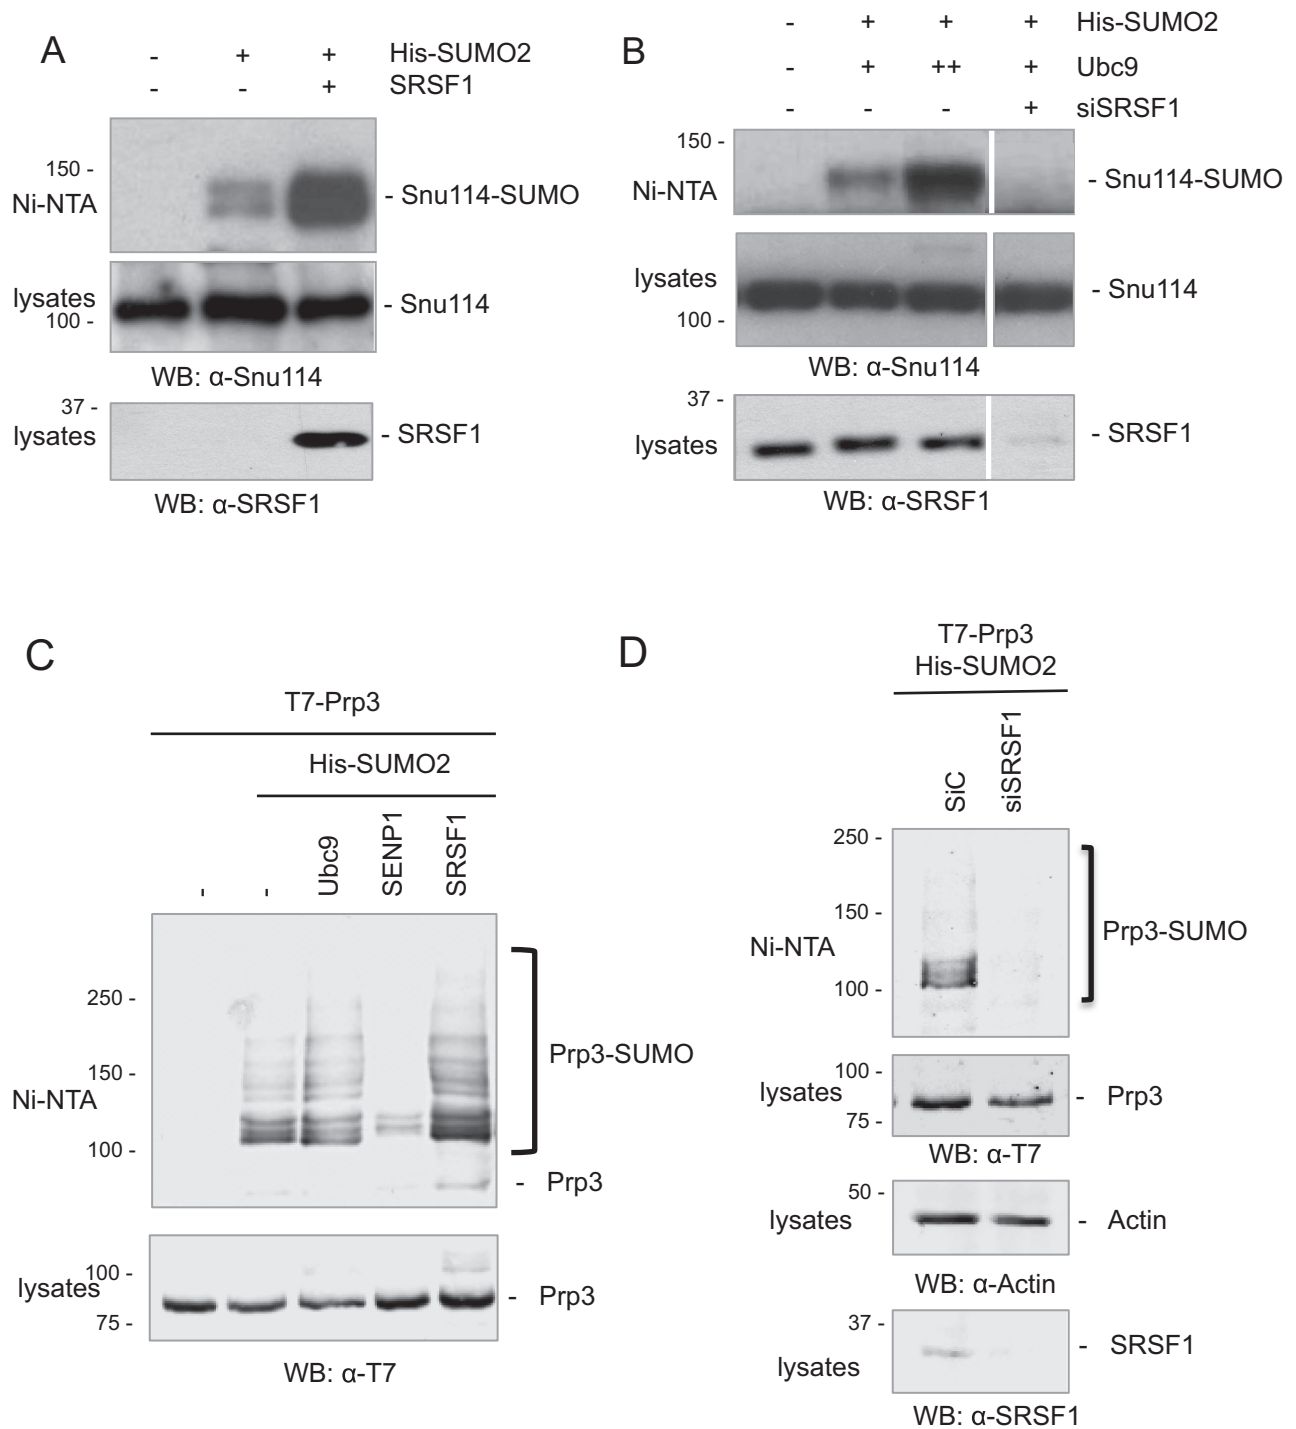 A
- + + His-SUMO2
- - + SRSF1
150 -
Ni-NTA
- Snu114-SUMO
lysates
100 -
- Snu114
WB: α-Snu114
37 -
lysates
- SRSF1
WB: α-SRSF1
B
- + + + His-SUMO2
- + ++ + Ubc9
- - - + siSRSF1
150 -
Ni-NTA
- Snu114-SUMO
lysates
100 -
- Snu114
WB: α-Snu114
37 -
lysates
- SRSF1
WB: α-SRSF1
C
T7-Prp3
His-SUMO2
- - Ubc9 SENP1 SRSF1
250 -
150 -
Ni-NTA
100 -
Prp3-SUMO
- Prp3
100 -
lysates
75 -
- Prp3
WB: α-T7
D
T7-Prp3
His-SUMO2
SiC siSRSF1
250 -
150 -
Ni-NTA
100 -
Prp3-SUMO
100 -
lysates
75 -
- Prp3
WB: α-T7
50 -
lysates
- Actin
WB: α-Actin
37 -
lysates
- SRSF1
WB: α-SRSF1